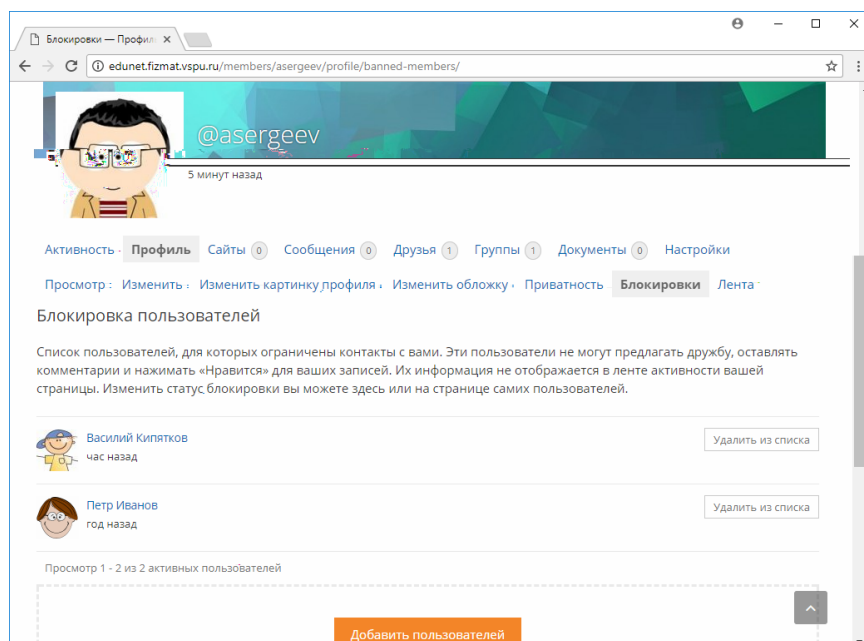 Блокировки — Профил
edunet.fizmat.vspu.ru/members/asergeev/profile/banned-members/
@asergeev
5 минут назад
Активность Профиль Сайты 0 Сообщения 0 Друзья 1 Группы 1 Документы 0 Настройки
Просмотр Изменить Изменить картинку профиля Изменить обложку Приватность Блокировки Лента
Блокировка пользователей
Список пользователей, для которых ограничены контакты с вами. Эти пользователи не могут предлагать дружбу, оставлять
комментарии и нажимать «Нравится» для ваших записей. Их информация не отображается в ленте активности вашей
страницы. Изменить статус блокировки вы можете здесь или на странице самих пользователей.
Василий Кипятков
Удалить из списка
час назад
Петр Иванов
Удалить из списка
год назад
Просмотр 1 - 2 из 2 активных пользователей
Добавить пользователей